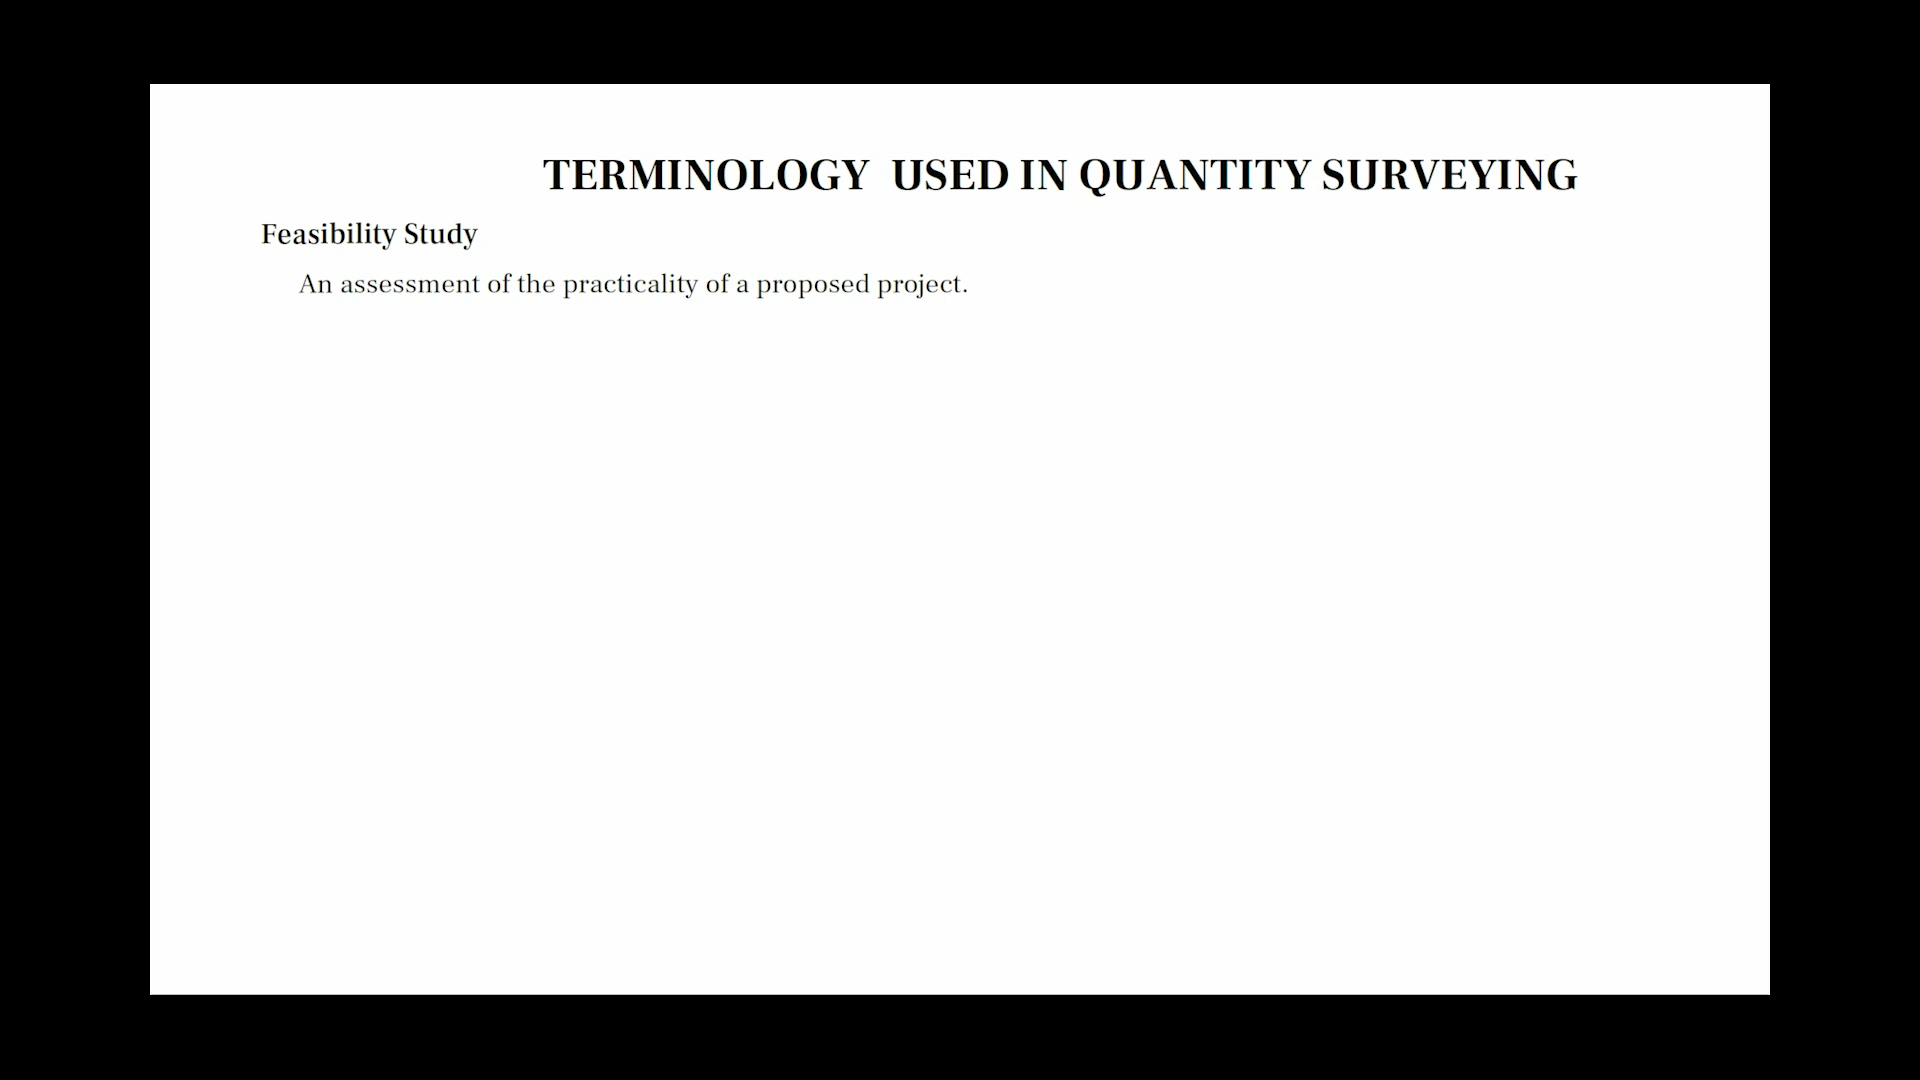 TERMINOLOGY USED IN QUANTITY SURVEYING
Feasibility Study
An assessment of the practicality of a proposed project.